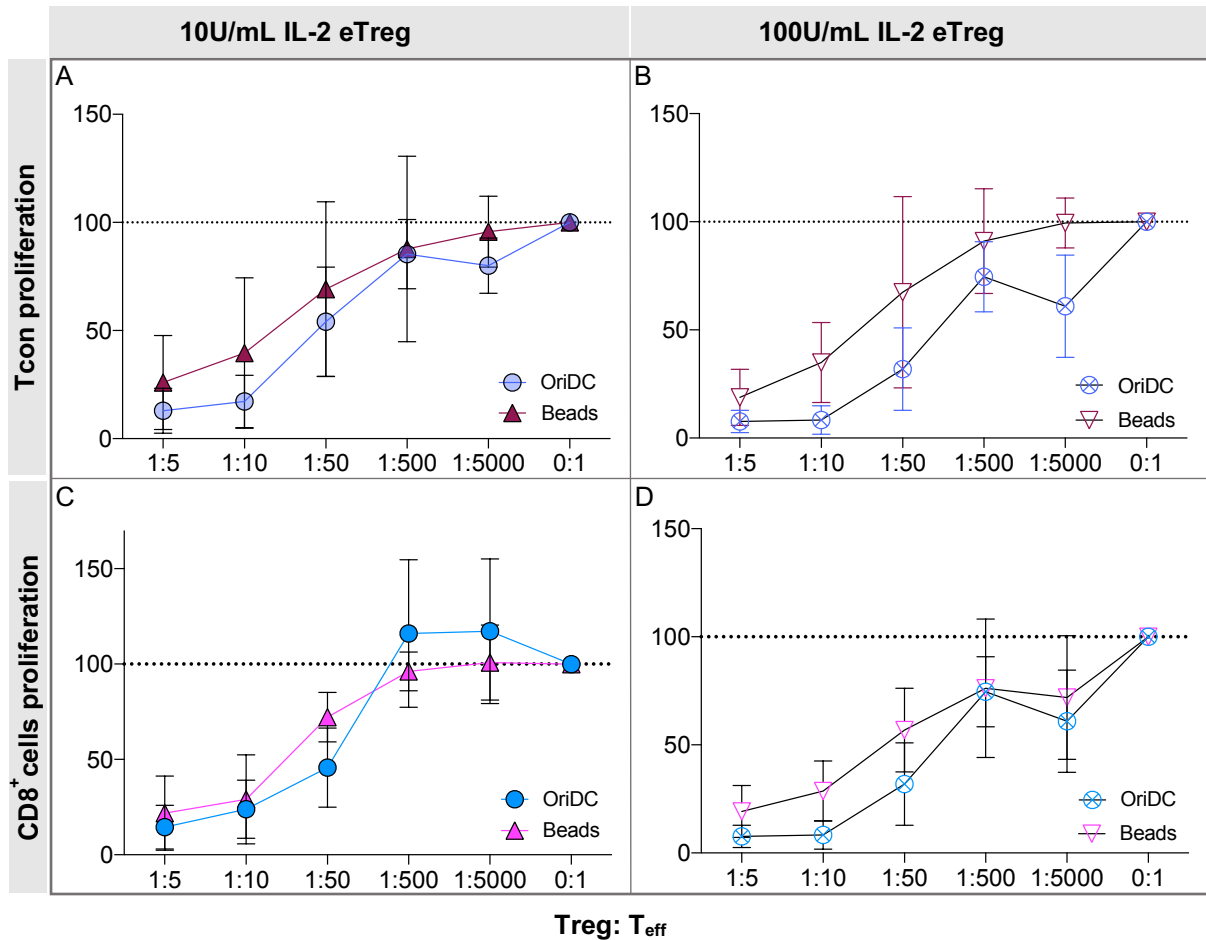 10U/mL IL-2 eTreg
100U/mL IL-2 eTreg
Tcon proliferation
A
150
100
50
0
1:5 1:10 1:50 1:500 1:5000 0:1
OriDC
Beads
B
150
100
50
0
1:5 1:10 1:50 1:500 1:5000 0:1
OriDC
Beads
CD8+ cells proliferation
C
150
100
50
0
1:5 1:10 1:50 1:500 1:5000 0:1
OriDC
Beads
D
150
100
50
0
1:5 1:10 1:50 1:500 1:5000 0:1
OriDC
Beads
Treg: Teff